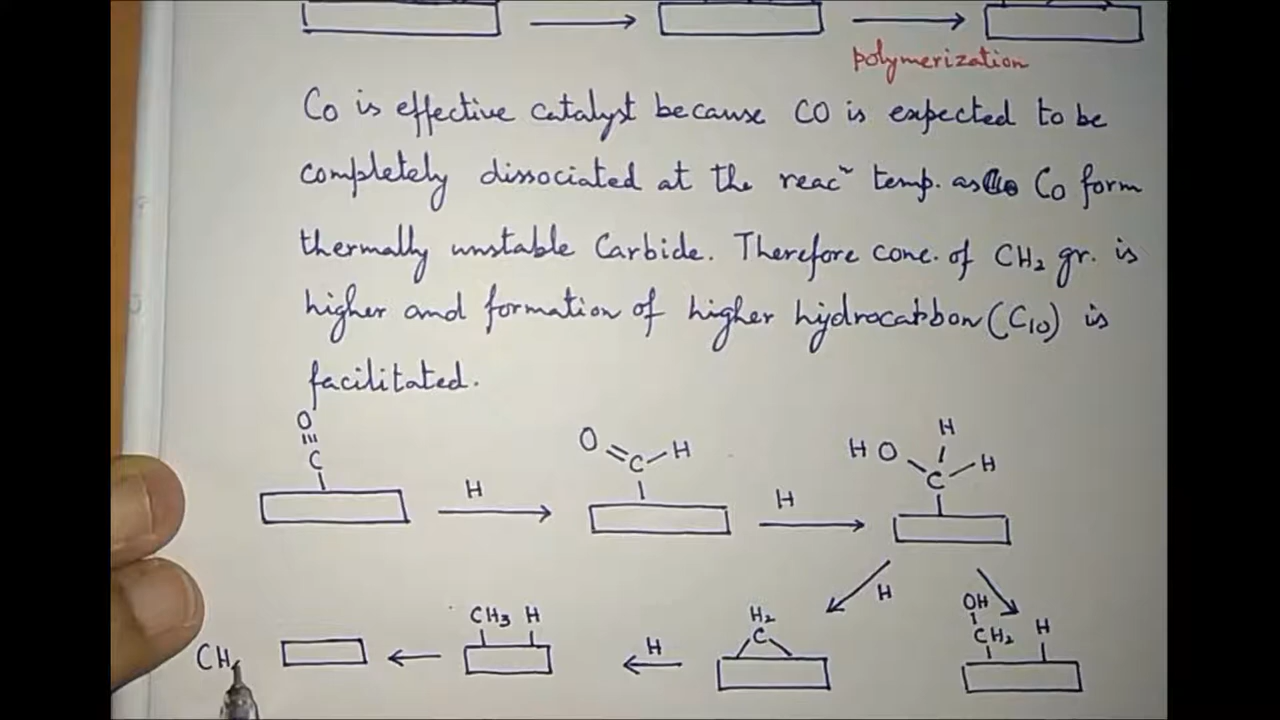 polymerization
Co is effective catalyst because CO is expected to be
completely dissociated at the reacⁿ temp. as Co form
thermally unstable Carbide. Therefore conc. of CH₂ gr. is
higher and formation of higher hydrocarbon (C₁₀) is
facilitated.
O
C
H
O C H
H
H
HO C H
H
CH
CH₃ H
H
H₂
C
OH
CH₂ H